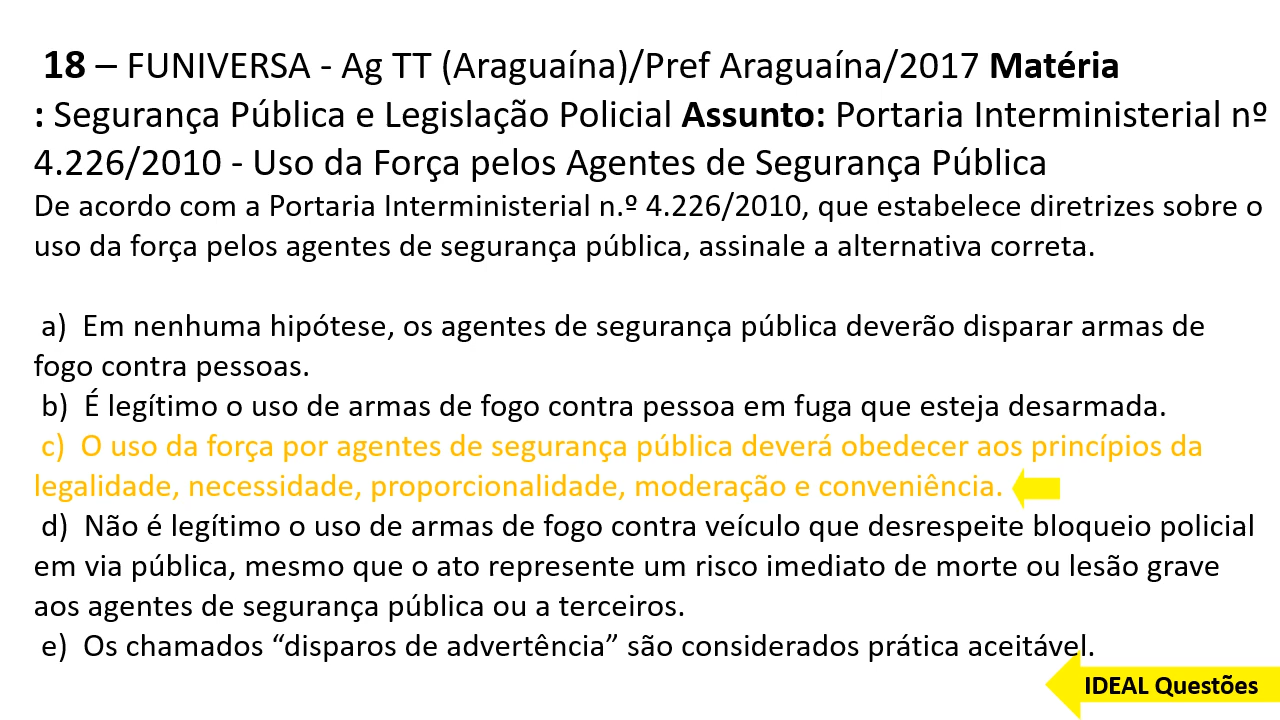 18 – FUNIVERSA - Ag TT (Araguaína)/Pref Araguaína/2017 Matéria
: Segurança Pública e Legislação Policial Assunto: Portaria Interministerial nº
4.226/2010 - Uso da Força pelos Agentes de Segurança Pública
De acordo com a Portaria Interministerial n.º 4.226/2010, que estabelece diretrizes sobre o
uso da força pelos agentes de segurança pública, assinale a alternativa correta.
a) Em nenhuma hipótese, os agentes de segurança pública deverão disparar armas de
fogo contra pessoas.
b) É legítimo o uso de armas de fogo contra pessoa em fuga que esteja desarmada.
c) O uso da força por agentes de segurança pública deverá obedecer aos princípios da
legalidade, necessidade, proporcionalidade, moderação e conveniência.
d) Não é legítimo o uso de armas de fogo contra veículo que desrespeite bloqueio policial
em via pública, mesmo que o ato represente um risco imediato de morte ou lesão grave
aos agentes de segurança pública ou a terceiros.
e) Os chamados “disparos de advertência” são considerados prática aceitável.
IDEAL Questões